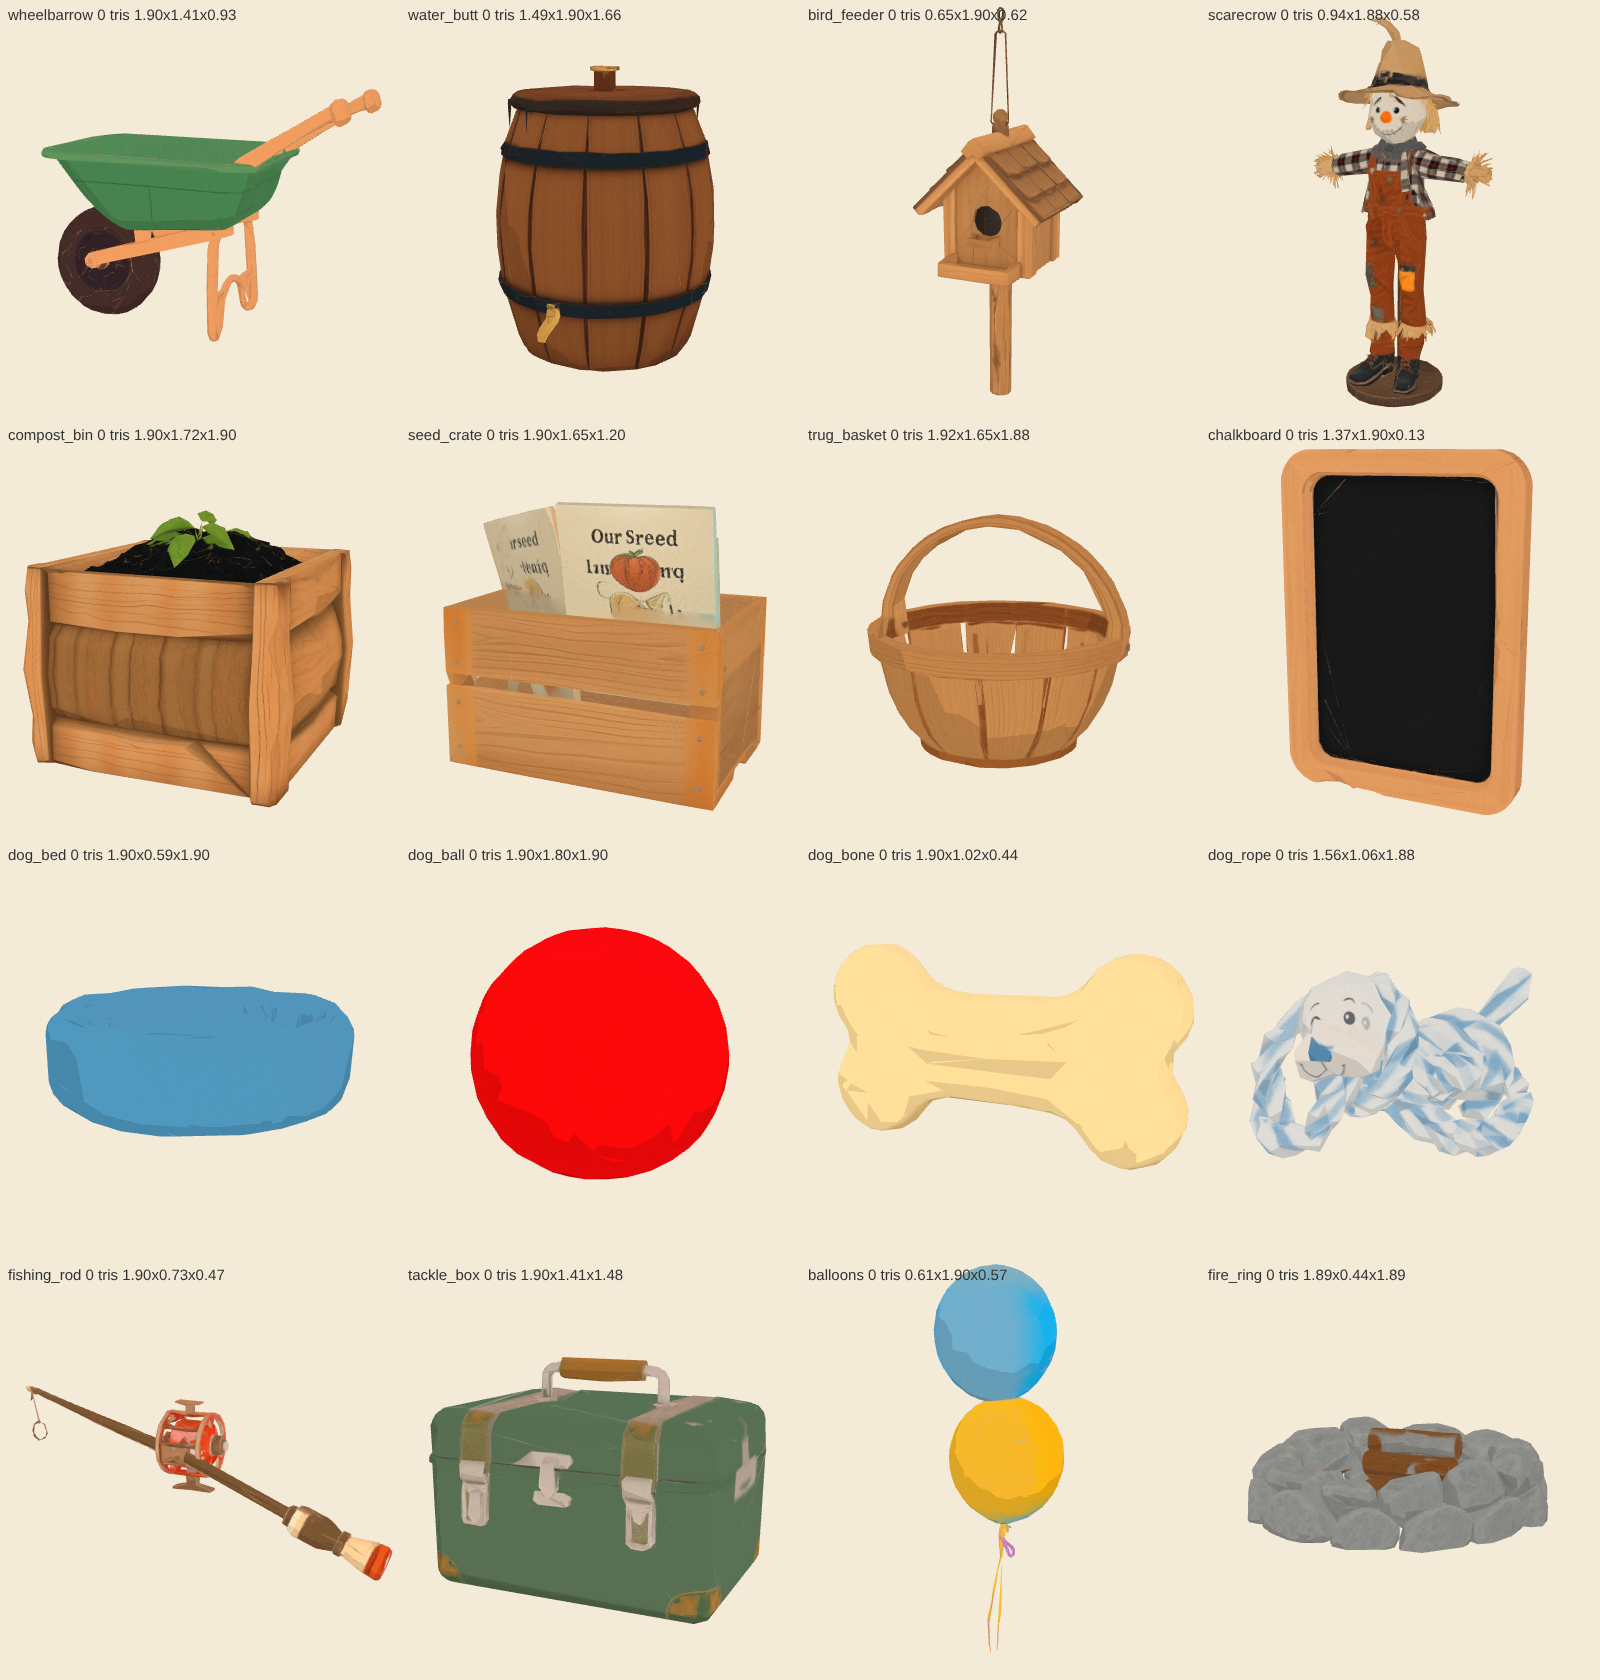 wheelbarrow 0 tris 1.90x1.41x0.93
water_butt 0 tris 1.49x1.90x1.66
bird_feeder 0 tris 0.65x1.90x0.62
scarecrow 0 tris 0.94x1.88x0.58
compost_bin 0 tris 1.90x1.72x1.90
seed_crate 0 tris 1.90x1.65x1.20
trug_basket 0 tris 1.92x1.65x1.88
chalkboard 0 tris 1.37x1.90x0.13
Our Sreed
dog_bed 0 tris 1.90x0.59x1.90
dog_ball 0 tris 1.90x1.80x1.90
dog_bone 0 tris 1.90x1.02x0.44
dog_rope 0 tris 1.56x1.06x1.88
fishing_rod 0 tris 1.90x0.73x0.47
tackle_box 0 tris 1.90x1.41x1.48
balloons 0 tris 0.61x1.90x0.57
fire_ring 0 tris 1.89x0.44x1.89